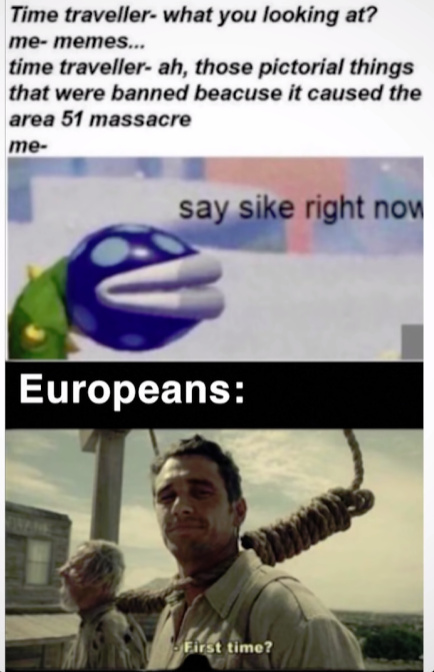 Time traveller- what you looking at?
me- memes...
time traveller- ah, those pictorial things
that were banned beacuse it caused the
area 51 massacre
me-
say sike right now
Europeans:
- First time?